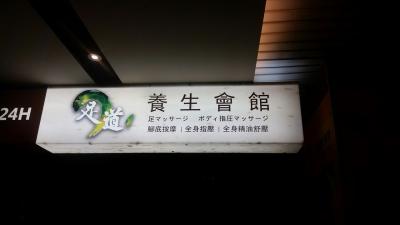 24H
足道
養生會館
足マッサージ ボディ指圧マッサージ
腳底按摩|全身指壓|全身精油舒壓